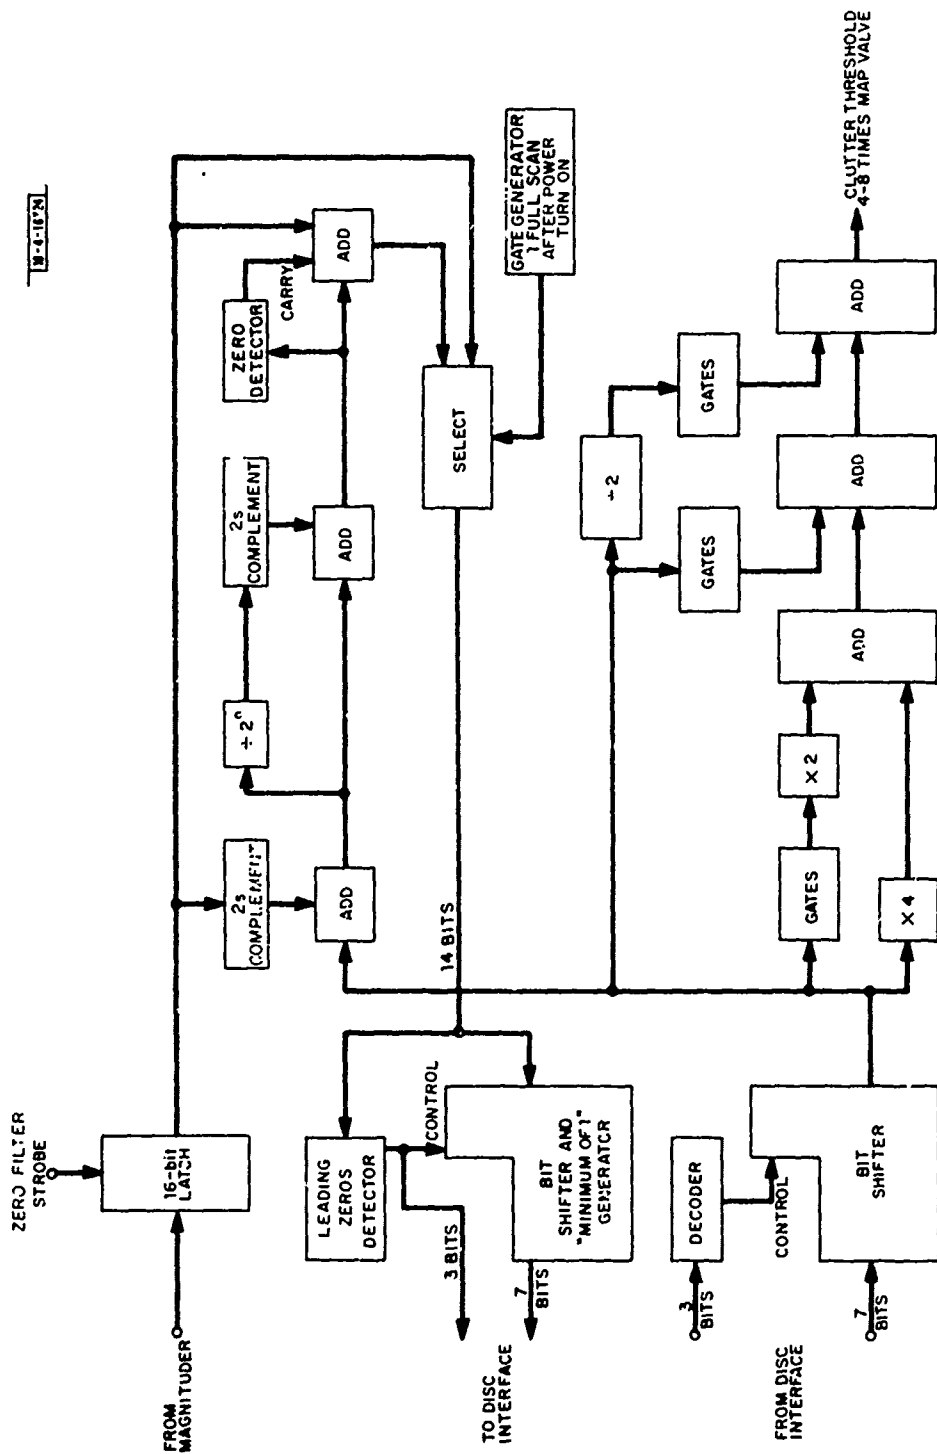 ZERO FILTER
STROBE
FROM
MAGNITUDER
16-bit
LATCH
2s
COMPLEMENT
ADD
2s
COMPLEMENT
ADD
ZERO
DETECTOR
CARRY
ADD
SELECT
GATE GENERATOR
1 FULL SCAN
AFTER POWER
TURN ON
14 BITS
LEADING
ZEROS
DETECTOR
CONTROL
BIT
SHIFTER AND
"MINIMUM OF 1"
GENERATOR
3 BITS
7
BITS
TO DISC
INTERFACE
÷ 2
GATES
GATES
GATES
X 2
X 4
ADD
ADD
ADD
CLUTTER THRESHOLD
4-8 TIMES MAP VALVE
DECODER
CONTROL
BIT
SHIFTER
3
BITS
7
BITS
FROM DISC
INTERFACE